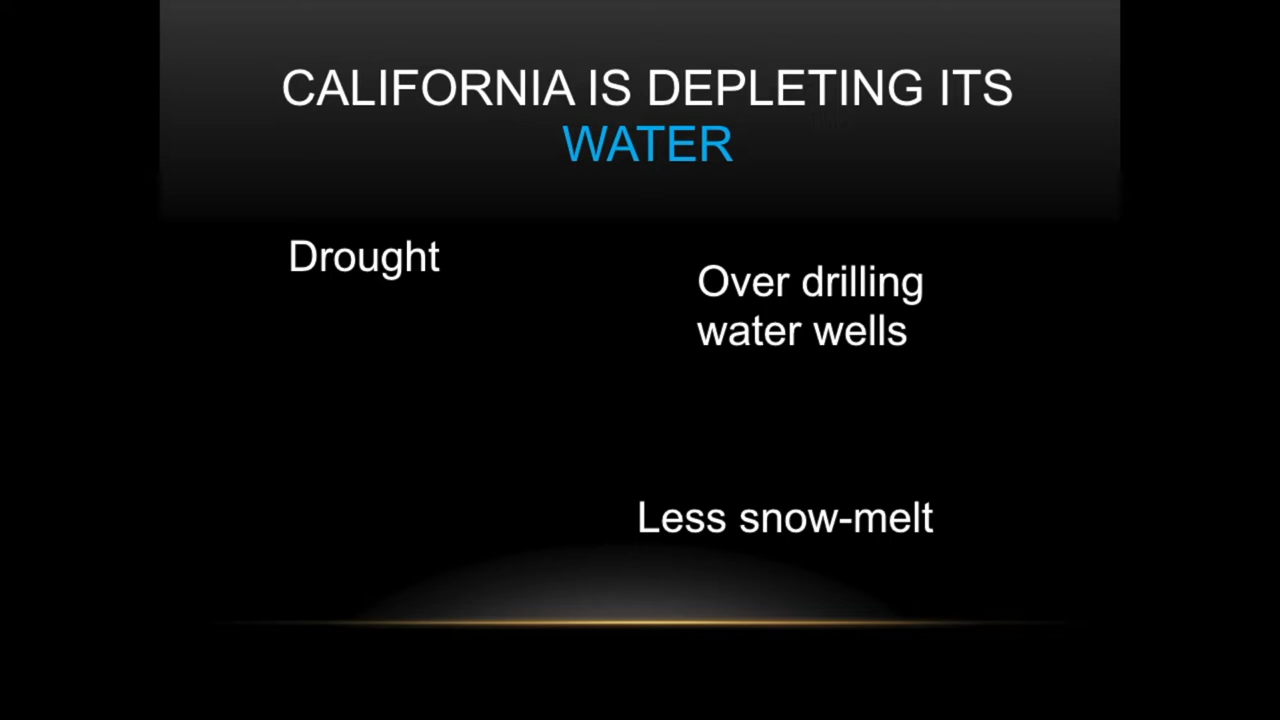 CALIFORNIA IS DEPLETING ITS
WATER
Drought
Over drilling
water wells
Less snow-melt